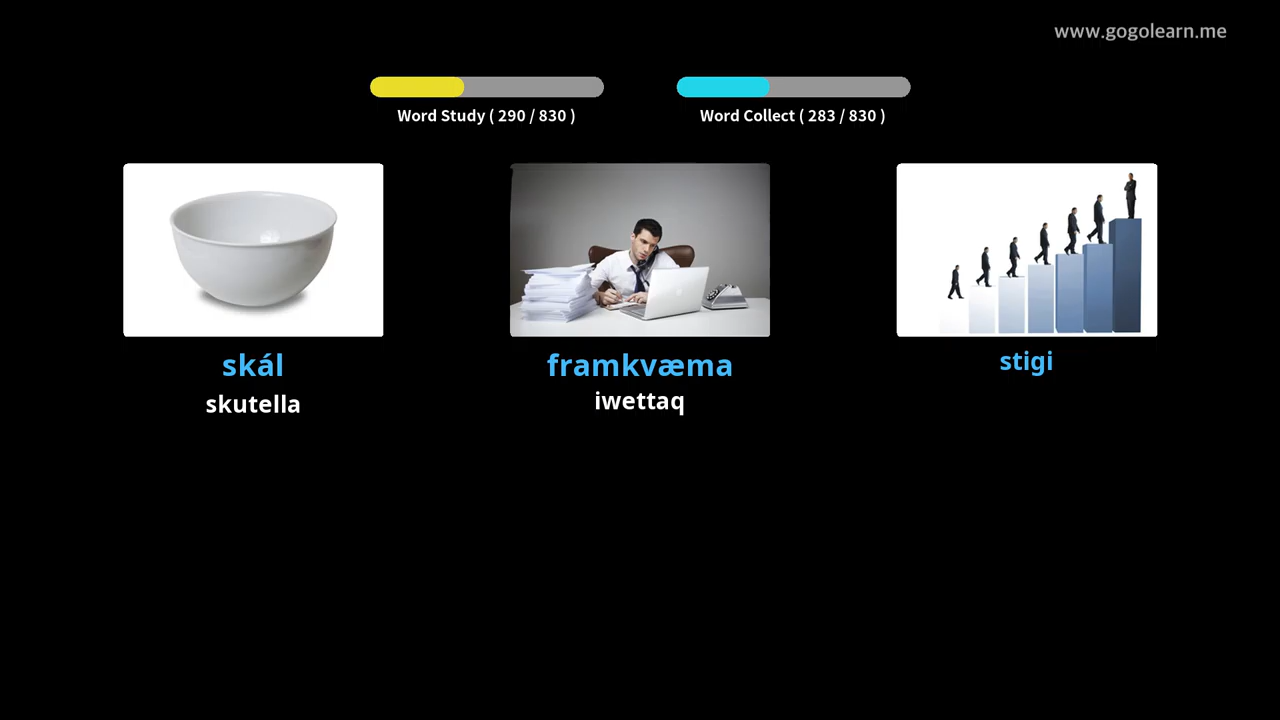 www.gogolearn.me
Word Study ( 290 / 830 )
Word Collect ( 283 / 830 )
skál
framkvæma
stigi
skutella
iwettaq